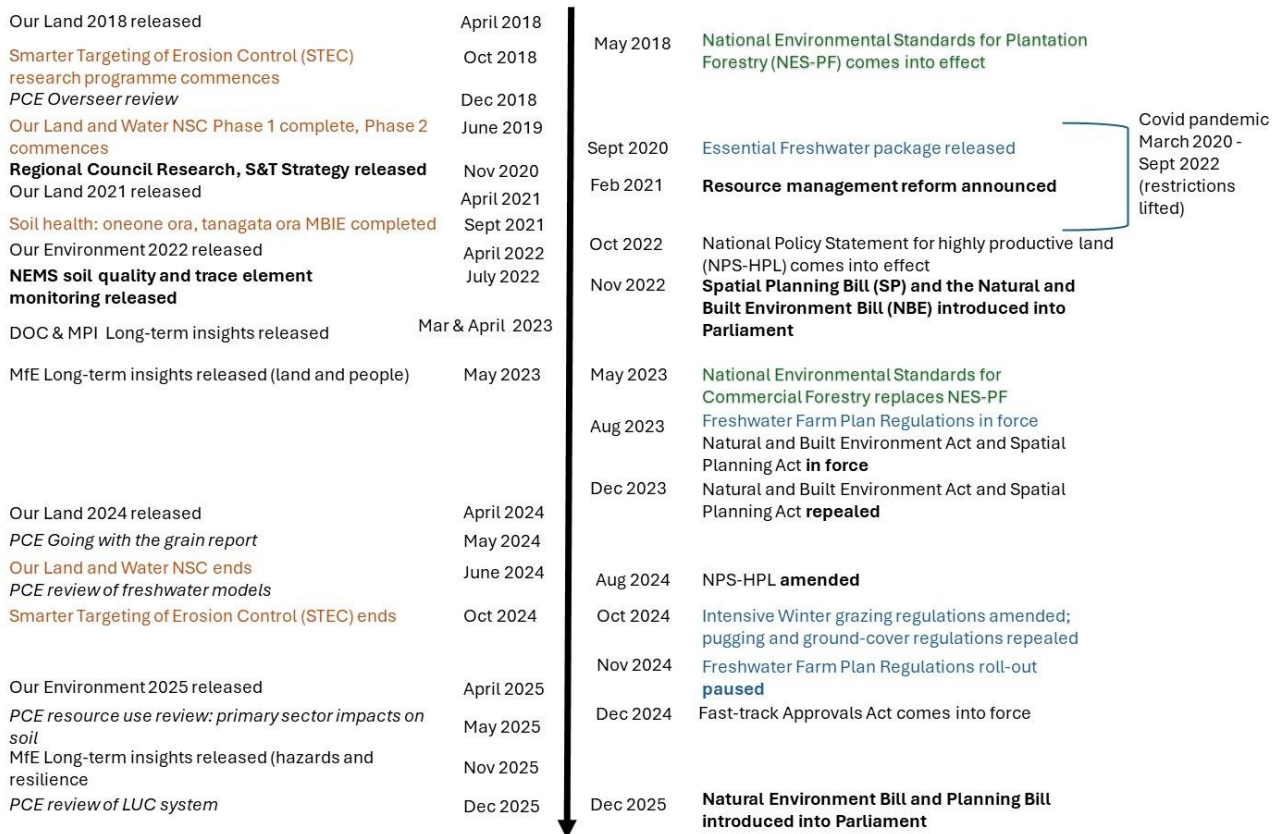 Our Land 2018 released April 2018
Smarter Targeting of Erosion Control (STEC) Oct 2018
research programme commences
PCE Overseer review Dec 2018
Our Land and Water NSC Phase 1 complete, Phase 2 June 2019
commences
Regional Council Research, S&T Strategy released Nov 2020
Our Land 2021 released April 2021
Soil health: oneone ora, tanagata ora MBIE completed Sept 2021
Our Environment 2022 released April 2022
NEMS soil quality and trace element July 2022
monitoring released
DOC & MPI Long-term insights released Mar & April 2023
MfE Long-term insights released (land and people) May 2023
Our Land 2024 released April 2024
PCE Going with the grain report May 2024
Our Land and Water NSC ends June 2024
PCE review of freshwater models
Smarter Targeting of Erosion Control (STEC) ends Oct 2024
Our Environment 2025 released April 2025
PCE resource use review: primary sector impacts on May 2025
soil
MfE Long-term insights released (hazards and Nov 2025
resilience
PCE review of LUC system Dec 2025
May 2018 National Environmental Standards for Plantation
Forestry (NES-PF) comes into effect
Sept 2020 Essential Freshwater package released
Feb 2021 Resource management reform announced
Oct 2022 National Policy Statement for highly productive land
(NPS-HPL) comes into effect
Nov 2022 Spatial Planning Bill (SP) and the Natural and
Built Environment Bill (NBE) introduced into
Parliament
May 2023 National Environmental Standards for
Commercial Forestry replaces NES-PF
Aug 2023 Freshwater Farm Plan Regulations in force
Natural and Built Environment Act and Spatial
Planning Act in force
Dec 2023 Natural and Built Environment Act and Spatial
Planning Act repealed
Aug 2024 NPS-HPL amended
Oct 2024 Intensive Winter grazing regulations amended;
pugging and ground-cover regulations repealed
Nov 2024 Freshwater Farm Plan Regulations roll-out
paused
Dec 2024 Fast-track Approvals Act comes into force
Dec 2025 Natural Environment Bill and Planning Bill
introduced into Parliament
Covid pandemic
March 2020 -
Sept 2022
(restrictions
lifted)